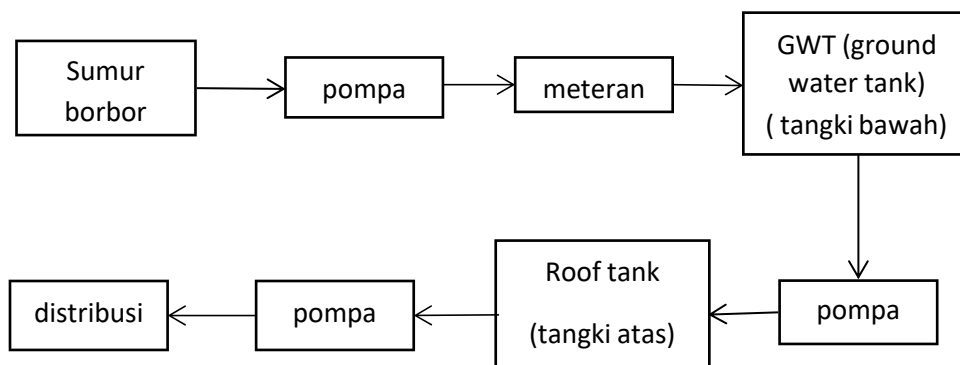 Sumur
borbor
pompa
meteran
GWT (ground
water tank)
( tangki bawah)
distribusi
pompa
Roof tank
(tangki atas)
pompa